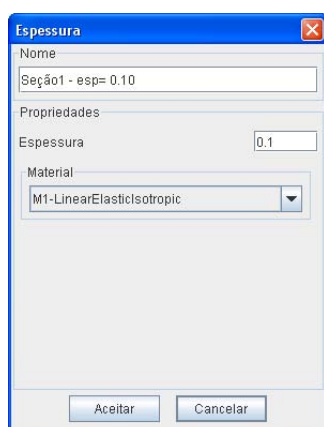 Espessura
Nome
Seção1 - esp= 0.10
Propriedades
Espessura 0.1
Material
M1-LinearElasticIsotropic
Aceitar Cancelar